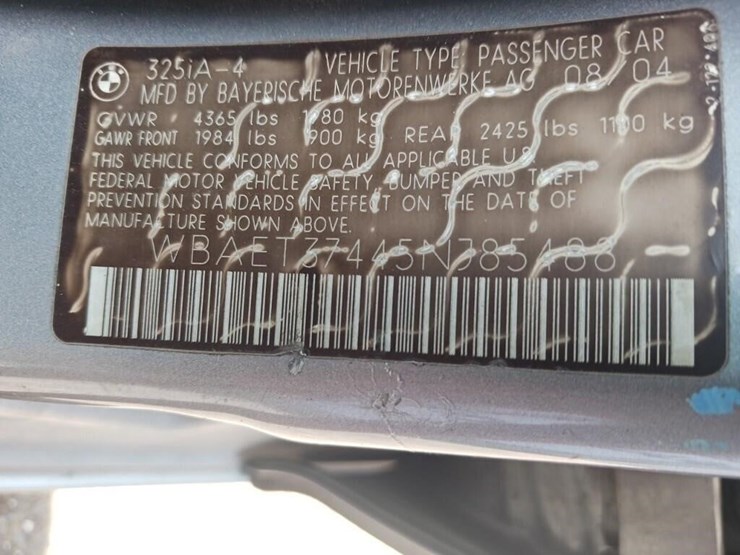 325iA-4 VEHICLE TYPE PASSENGER CAR
MFD BY BAYERISCHE MOTORENWERKE AG 08/04
GVWR 4365 lbs 1980 kg
GAWR FRONT 1984 lbs 900 kg REAR 2425 lbs 1100 kg
THIS VEHICLE CONFORMS TO ALL APPLICABLE U.S.
FEDERAL MOTOR VEHICLE SAFETY, BUMPER AND THEFT
PREVENTION STANDARDS IN EFFECT ON THE DATE OF
MANUFACTURE SHOWN ABOVE.